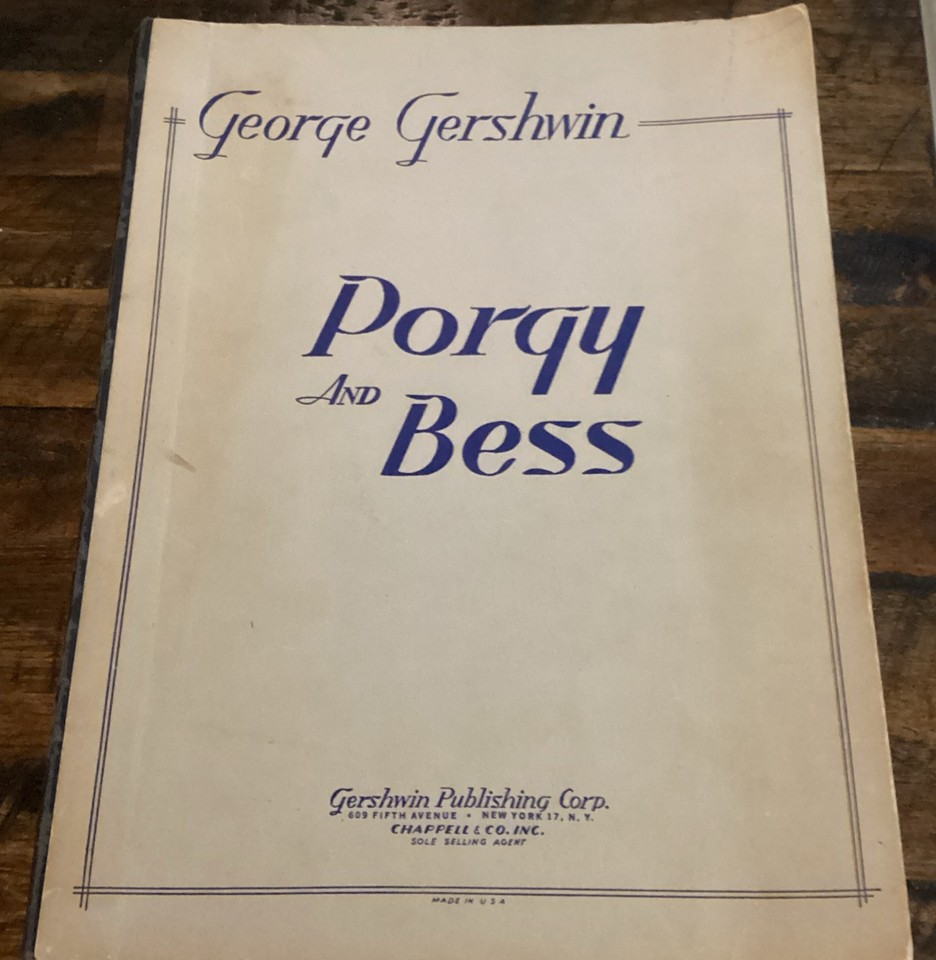 George Gershwin
Porgy
AND
Bess
Gershwin Publishing Corp.
609 FIFTH AVENUE • NEW YORK 17, N. Y.
CHAPPELL & CO. INC.
SOLE SELLING AGENT
MADE IN U S A